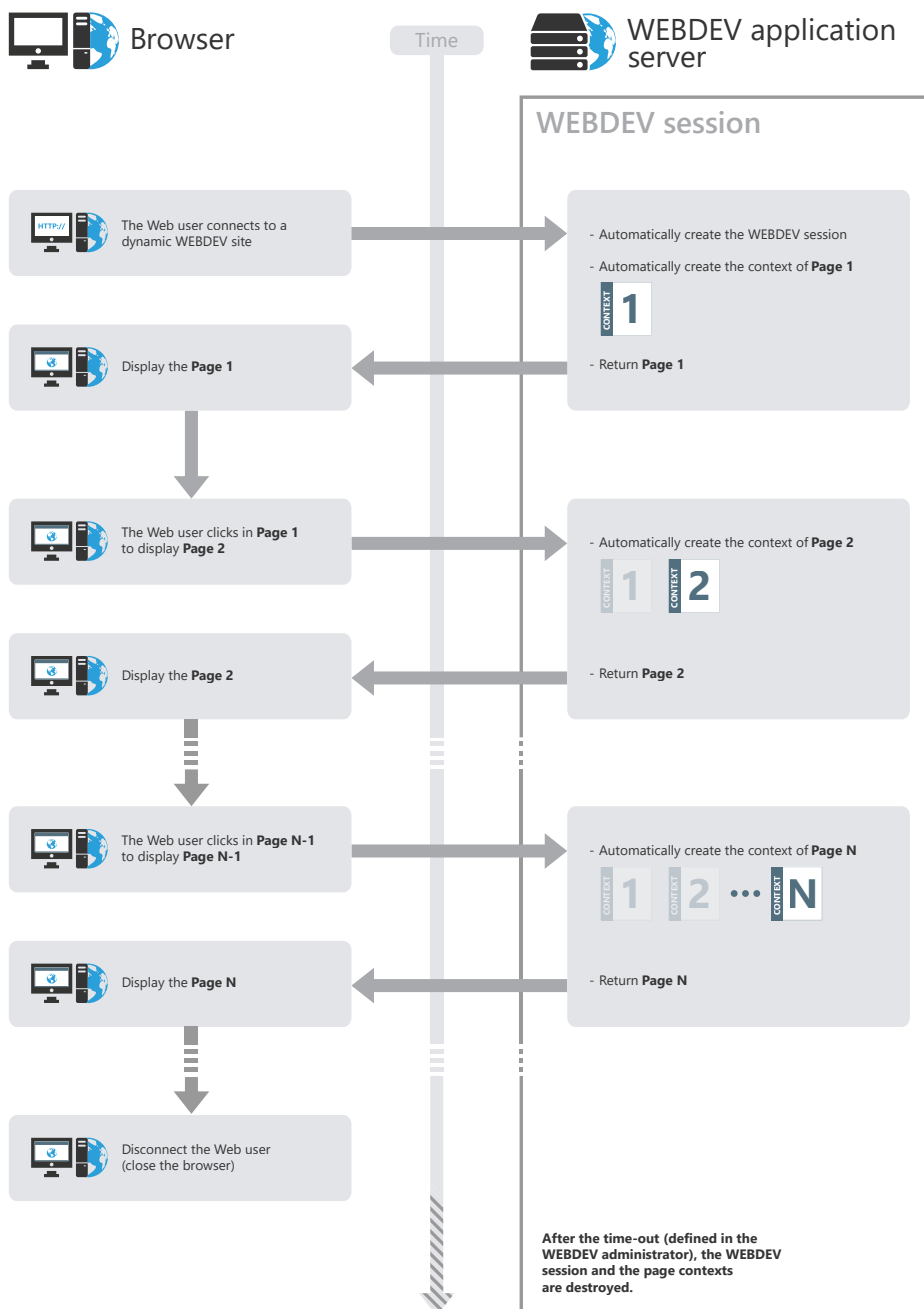 Browser
Time
WEBDEV application
server
WEBDEV session
HTTP://
The Web user connects to a
dynamic WEBDEV site
- Automatically create the WEBDEV session
- Automatically create the context of Page 1
CONTEXT
1
Display the Page 1
- Return Page 1
The Web user clicks in Page 1
to display Page 2
- Automatically create the context of Page 2
CONTEXT
1
CONTEXT
2
Display the Page 2
- Return Page 2
The Web user clicks in Page N-1
to display Page N-1
- Automatically create the context of Page N
CONTEXT
1
CONTEXT
2
•••
CONTEXT
N
Display the Page N
- Return Page N
Disconnect the Web user
(close the browser)
After the time-out (defined in the
WEBDEV administrator), the WEBDEV
session and the page contexts
are destroyed.